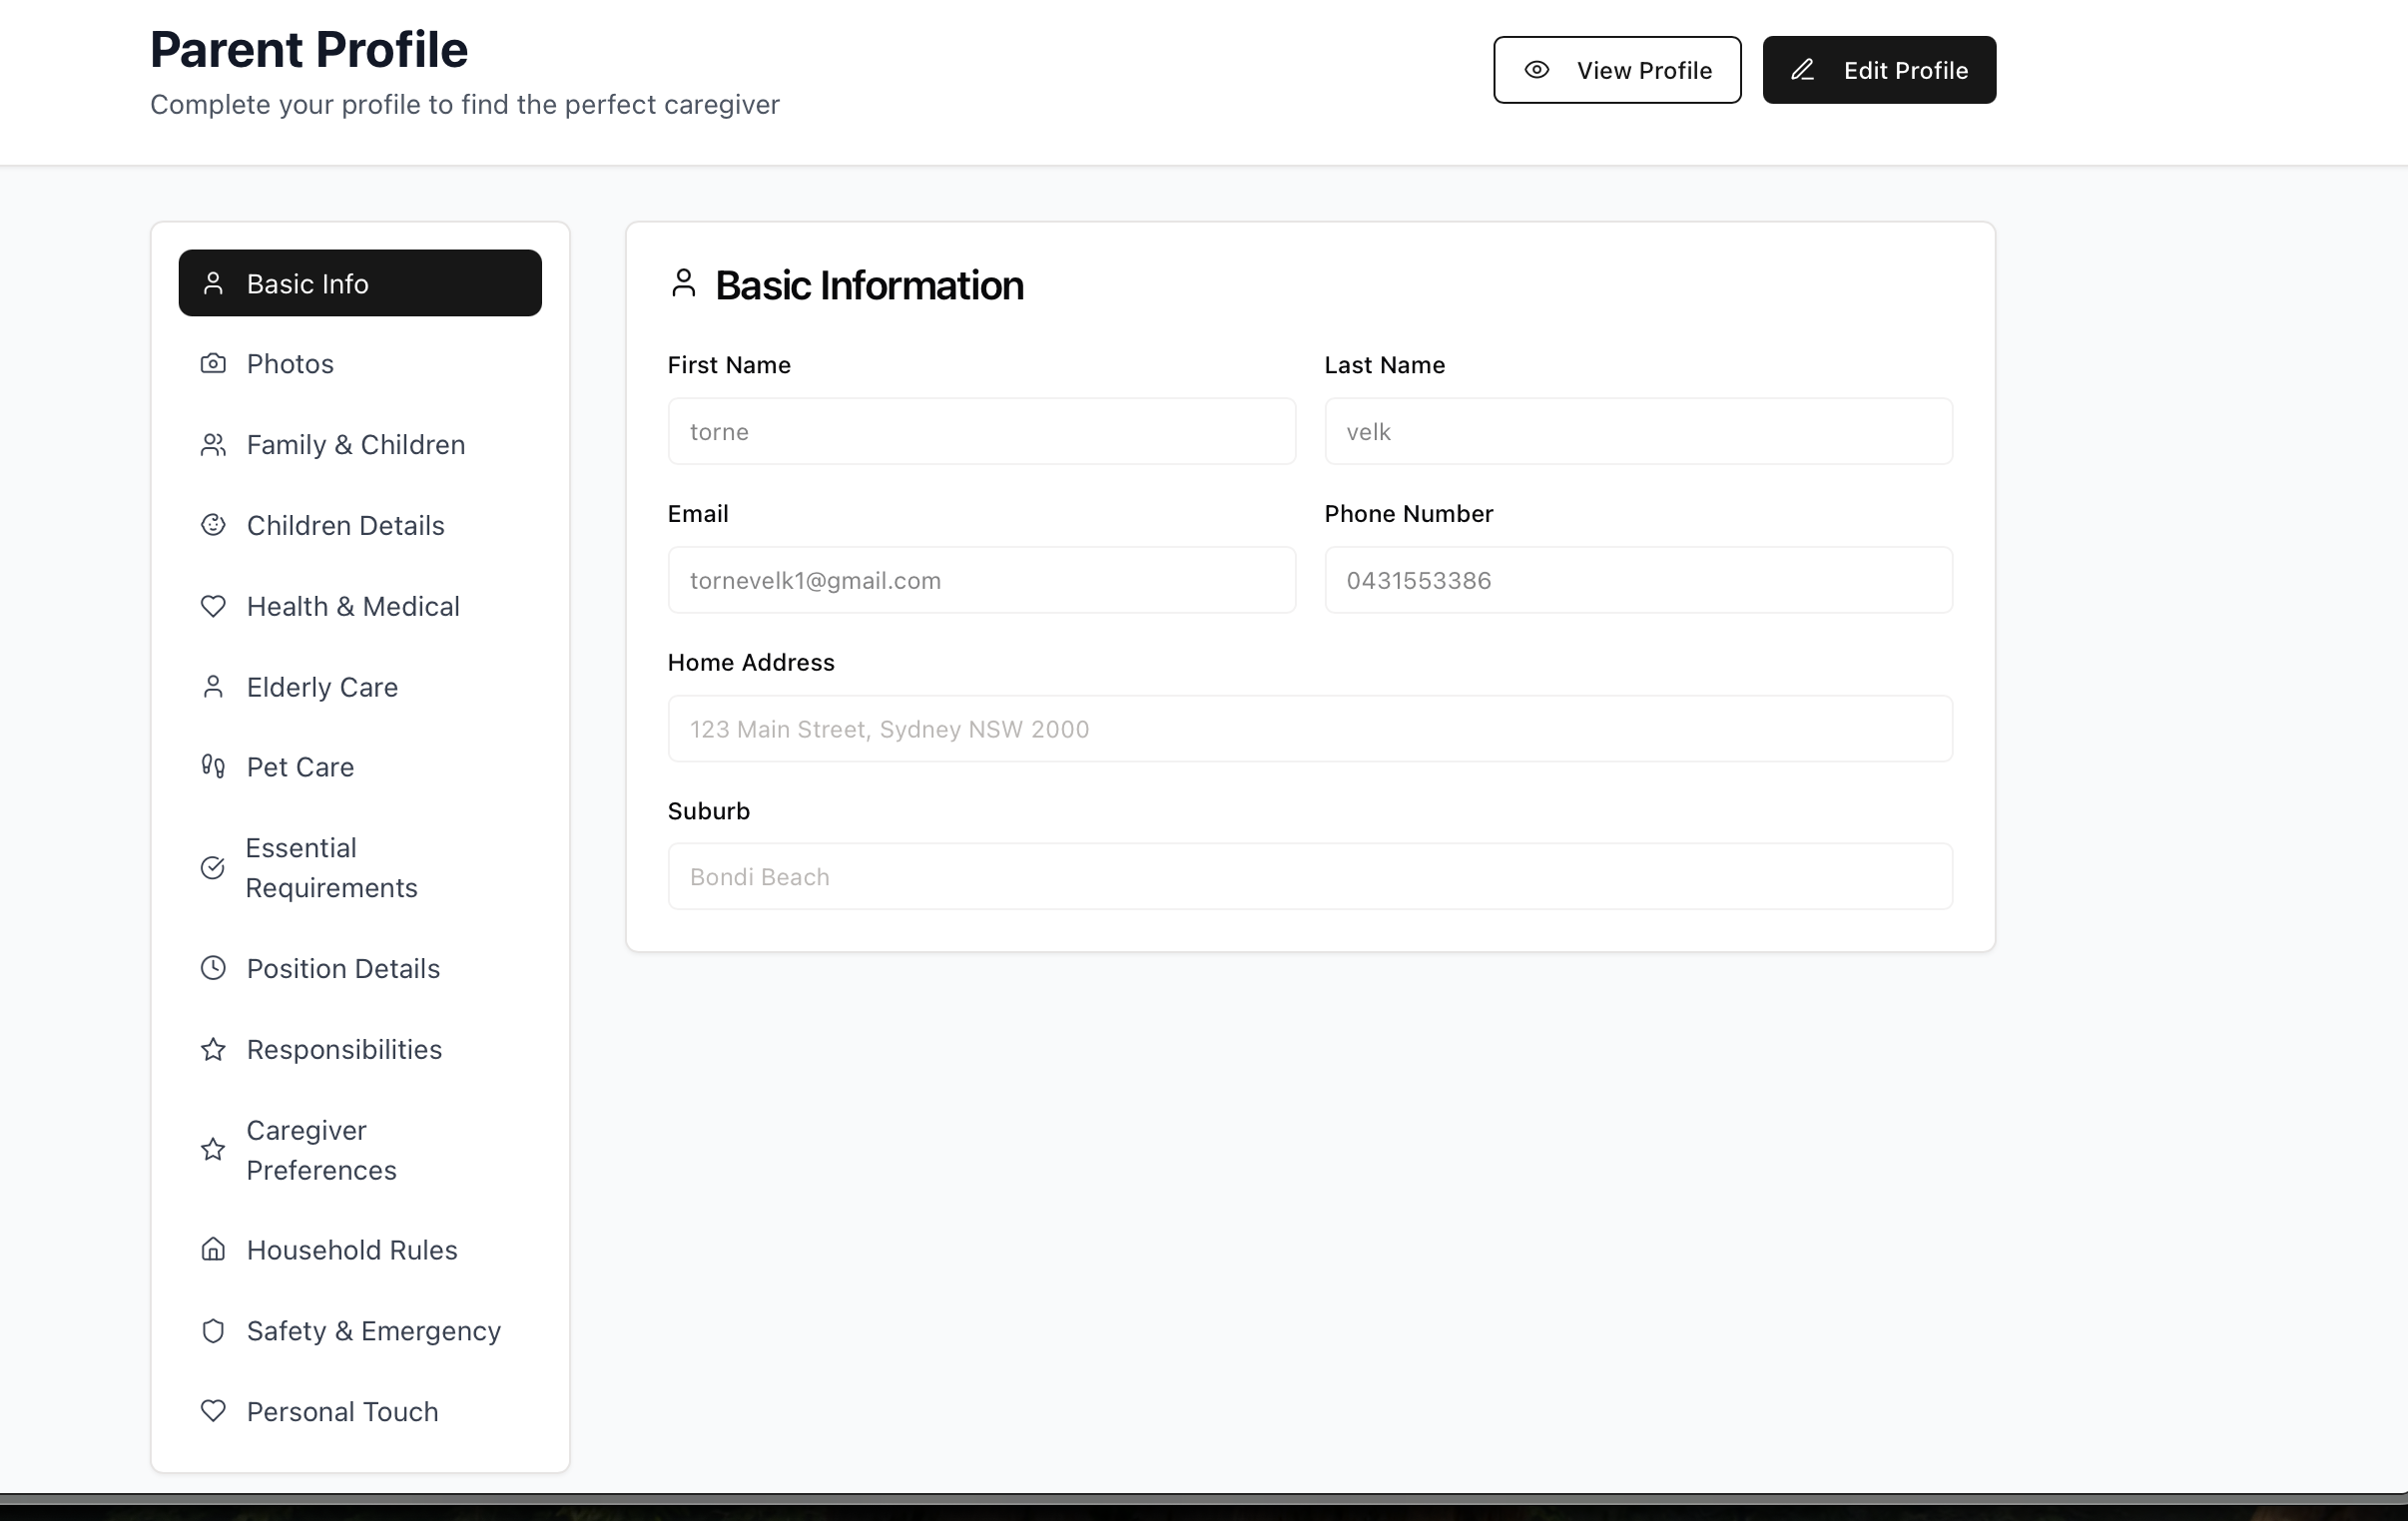 Parent Profile
Complete your profile to find the perfect caregiver
View Profile
Edit Profile
Basic Info
Photos
Family & Children
Children Details
Health & Medical
Elderly Care
Pet Care
Essential
Requirements
Position Details
Responsibilities
Caregiver
Preferences
Household Rules
Safety & Emergency
Personal Touch
Basic Information
First Name
torne
Last Name
velk
Email
tornevelk1@gmail.com
Phone Number
0431553386
Home Address
123 Main Street, Sydney NSW 2000
Suburb
Bondi Beach